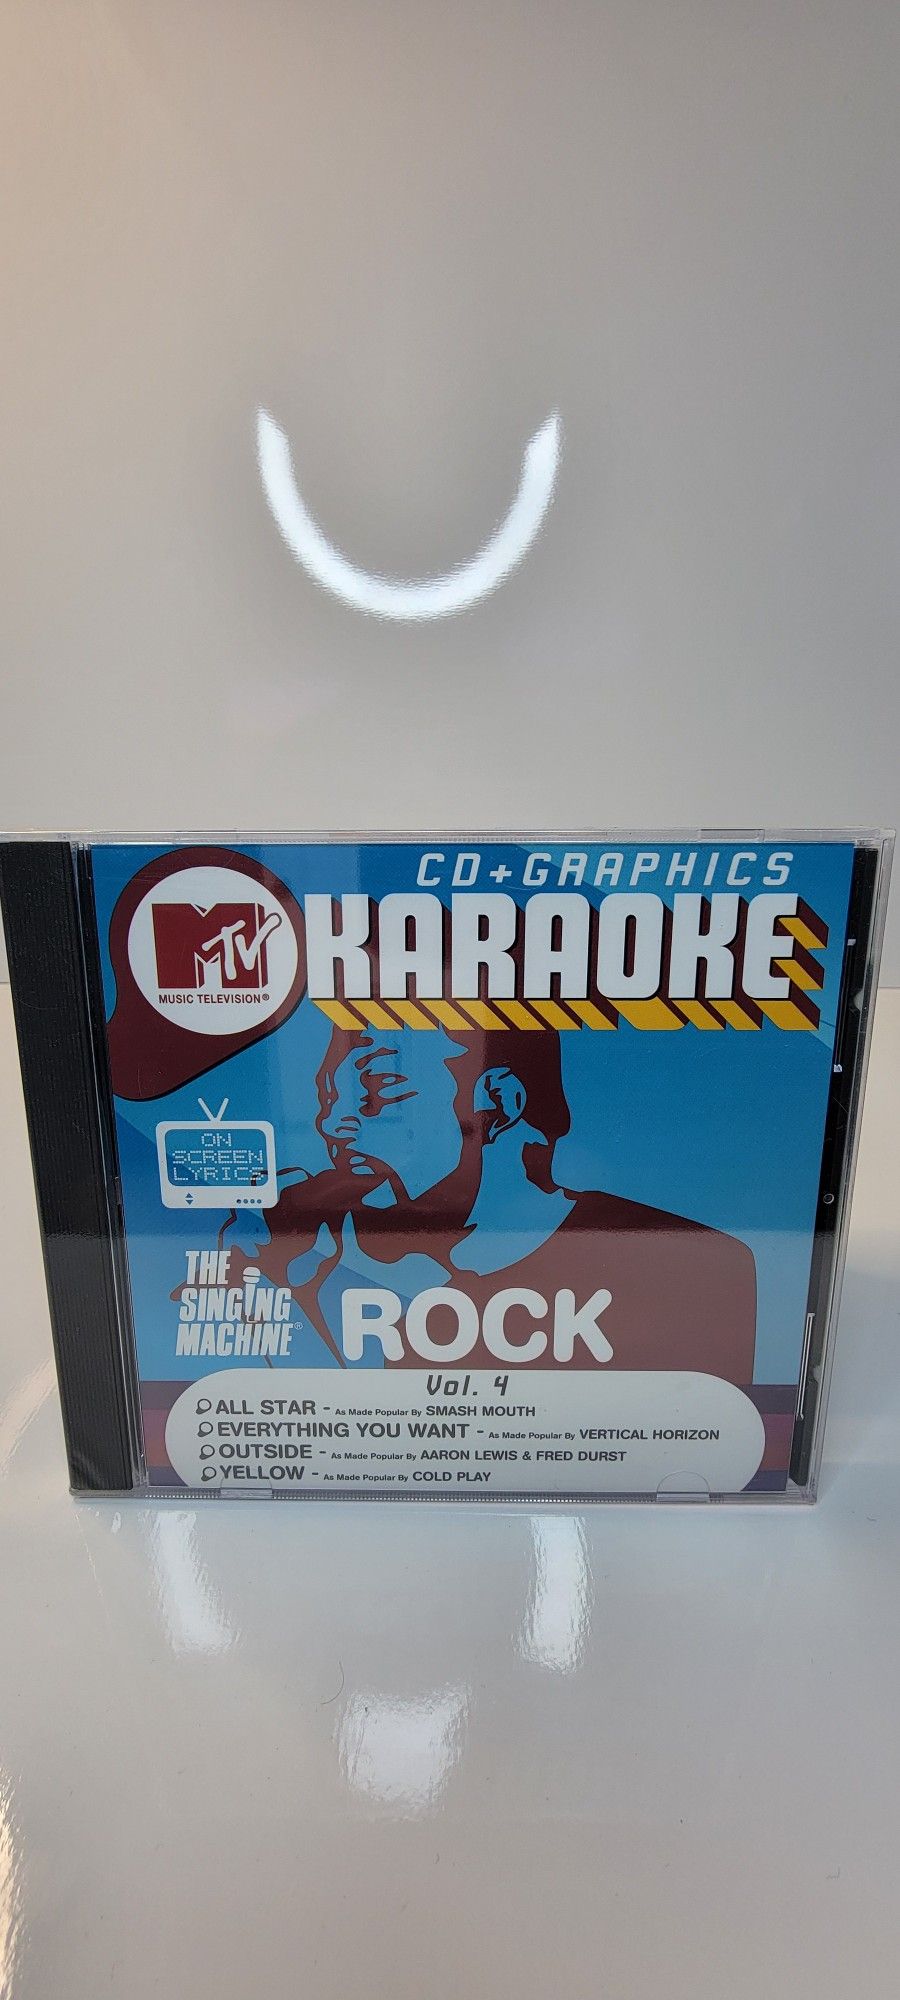 CD+GRAPHICS
KARAOKE
MTV
MUSIC TELEVISION®
ON
SCREEN
LYRICS
THE
SINGING
MACHINE®
ROCK
Vol. 4
ALL STAR - As Made Popular By SMASH MOUTH
EVERYTHING YOU WANT - As Made Popular By VERTICAL HORIZON
OUTSIDE - As Made Popular By AARON LEWIS & FRED DURST
YELLOW - As Made Popular By COLD PLAY